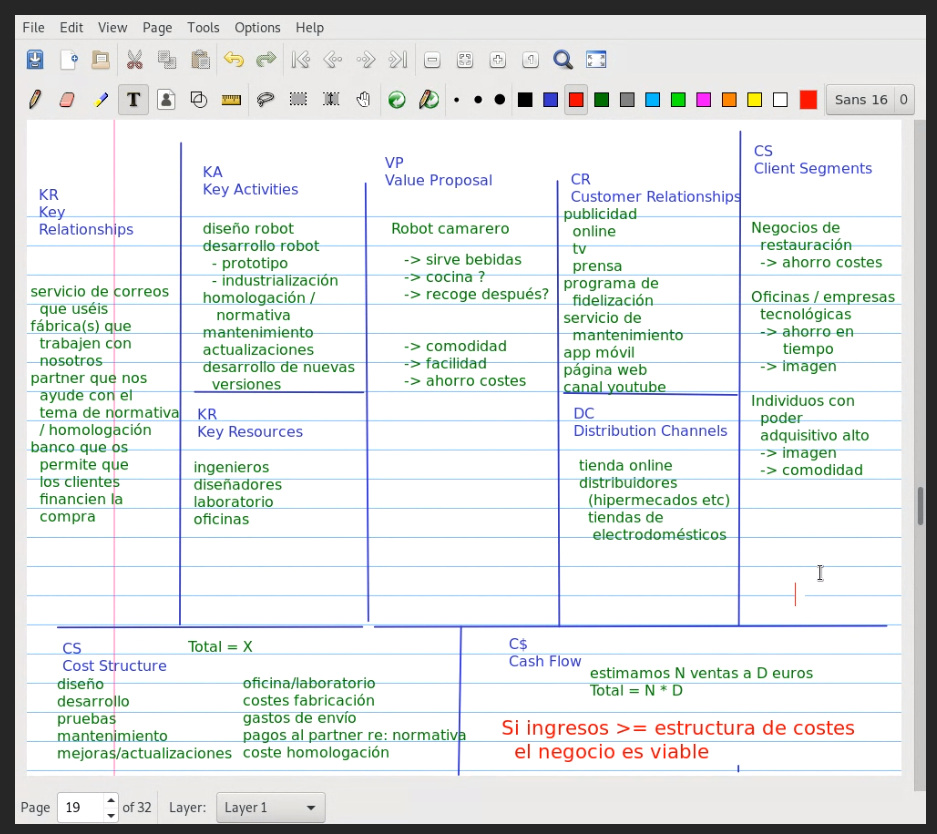 File Edit View Page Tools Options Help
T
Sans 16 0
KR
Key
Relationships
servicio de correos
que uséis
fábrica(s) que
trabajen con
nosotros
partner que nos
ayude con el
tema de normativa
/ homologación
banco que os
permite que
los clientes
financien la
compra
KA
Key Activities
diseño robot
desarrollo robot
- prototipo
- industrialización
homologación /
normativa
mantenimiento
actualizaciones
desarrollo de nuevas
versiones
KR
Key Resources
ingenieros
diseñadores
laboratorio
oficinas
VP
Value Proposal
Robot camarero
-> sirve bebidas
-> cocina ?
-> recoge después?
-> comodidad
-> facilidad
-> ahorro costes
CR
Customer Relationships
publicidad
online
tv
prensa
programa de
fidelización
servicio de
mantenimiento
app móvil
página web
canal youtube
DC
Distribution Channels
tienda online
distribuidores
(hipermecados etc)
tiendas de
electrodomésticos
CS
Client Segments
Negocios de
restauración
-> ahorro costes
Oficinas / empresas
tecnológicas
-> ahorro en
tiempo
-> imagen
Individuos con
poder
adquisitivo alto
-> imagen
-> comodidad
CS
Cost Structure
Total = X
diseño
desarrollo
pruebas
mantenimiento
mejoras/actualizaciones
oficina/laboratorio
costes fabricación
gastos de envío
pagos al partner re: normativa
coste homologación
C$
Cash Flow
estimamos N ventas a D euros
Total = N * D
Si ingresos >= estructura de costes
el negocio es viable
Page 19 of 32 Layer: Layer 1